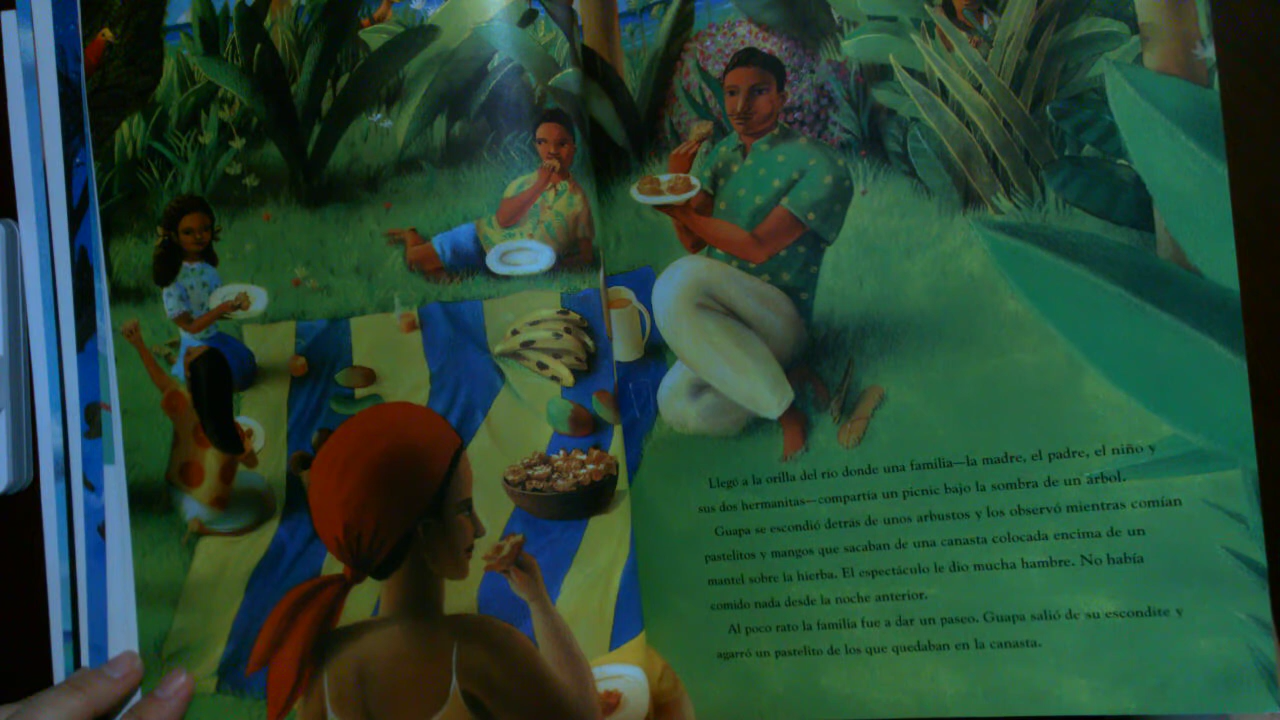 Llegó a la orilla del río donde una familia—la madre, el padre, el niño y
sus dos hermanitas—compartía un picnic bajo la sombra de un árbol.
Guapa se escondió detrás de unos arbustos y los observó mientras comían
pastelitos y mangos que sacaban de una canasta colocada encima de un
mantel sobre la hierba. El espectáculo le dio mucha hambre. No había
comido nada desde la noche anterior.
Al poco rato la familia fue a dar un paseo. Guapa salió de su escondite y
agarró un pastelito de los que quedaban en la canasta.